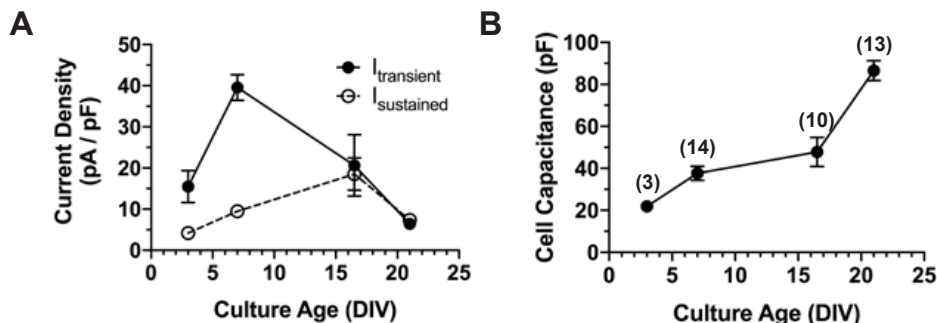 A
Current Density
(pA / pF)
50
40
30
20
10
0
I transient
I sustained
0 5 10 15 20 25
Culture Age (DIV)
B
Cell Capacitance (pF)
100
80
60
40
20
0
(3)
(14)
(10)
(13)
0 5 10 15 20 25
Culture Age (DIV)